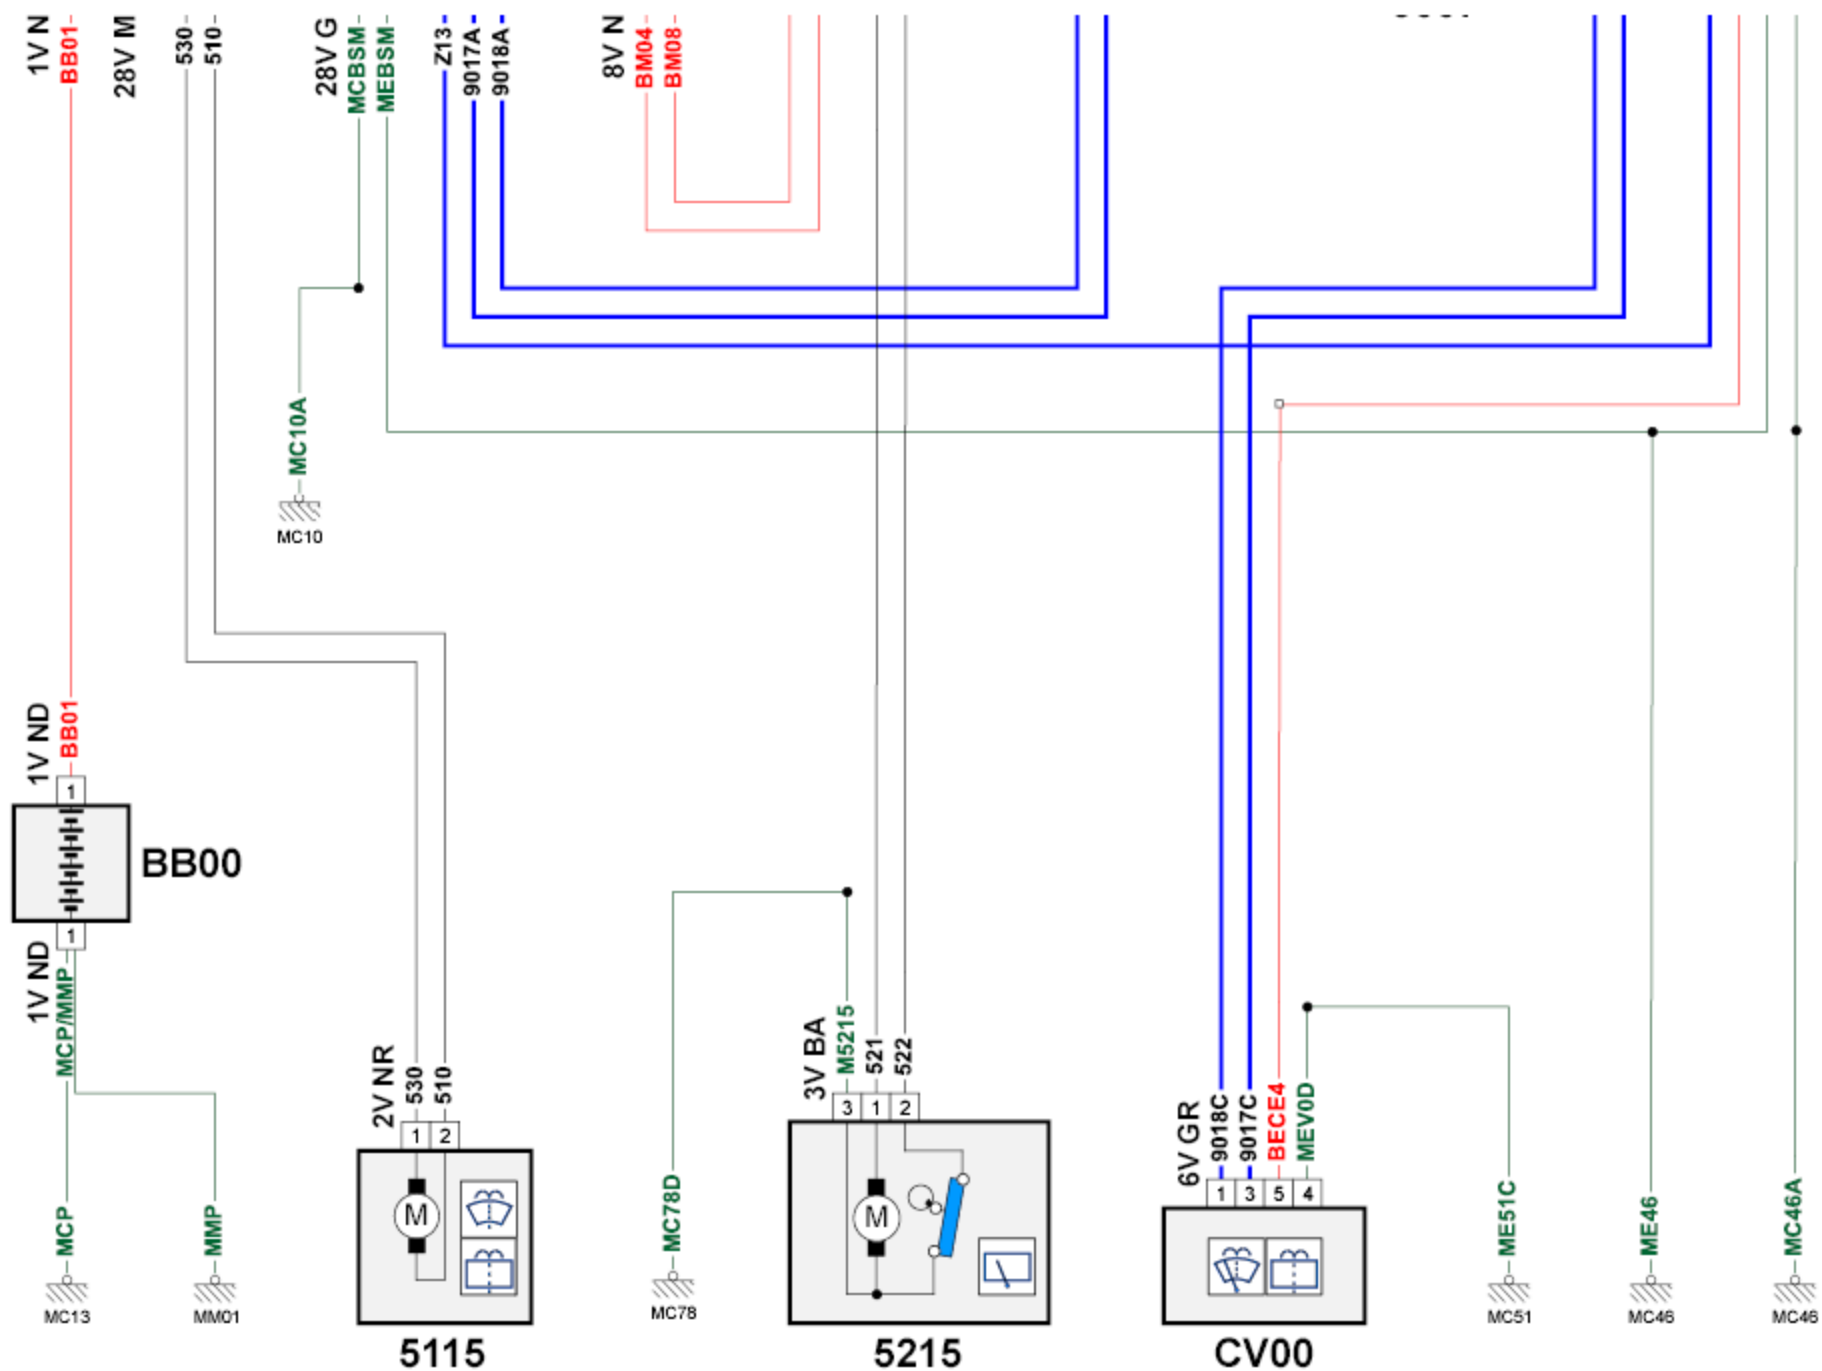 1V N
BB01
28V M
530
510
28V G
MCBSM
MEBSM
Z13
9017A
9018A
8V N
BM04
BM08
MC10A
MC10
1V ND
BB01
1
BB00
1
1V ND
MCP/MMP
MCP
MC13
MMP
MM01
2V NR
530
510
1
2
M
5115
MC78D
MC78
3V BA
M5215
521
522
3
1
2
M
5215
6V GR
9018C
9017C
BECE4
MEV0D
1
3
5
4
CV00
ME51C
MC51
ME46
MC46
MC46A
MC46